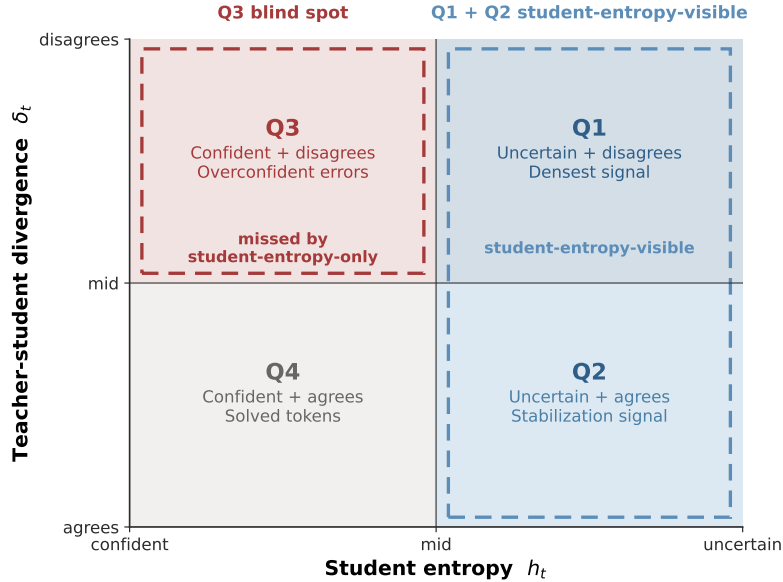 Q3 blind spot
Q1 + Q2 student-entropy-visible
disagrees
Q3
Confident + disagrees
Overconfident errors
missed by
student-entropy-only
Q1
Uncertain + disagrees
Densest signal
student-entropy-visible
mid
Q4
Confident + agrees
Solved tokens
Q2
Uncertain + agrees
Stabilization signal
agrees
Teacher-student divergence δₜ
confident
mid
uncertain
Student entropy hₜ